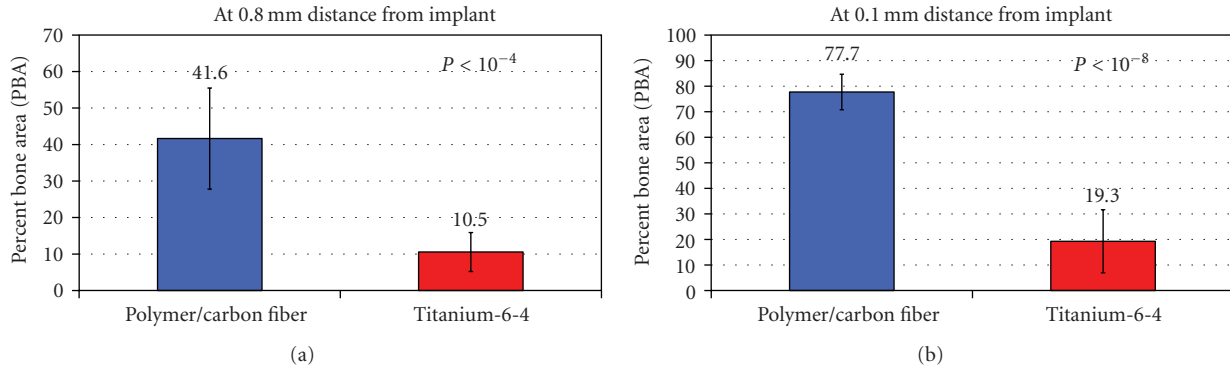 At 0.8 mm distance from implant
Percent bone area (PBA)
70
60
50
40
30
20
10
0
41.6
10.5
P < 10⁻⁴
Polymer/carbon fiber
Titanium-6-4
(a)
At 0.1 mm distance from implant
Percent bone area (PBA)
100
90
80
70
60
50
40
30
20
10
0
77.7
19.3
P < 10⁻⁸
Polymer/carbon fiber
Titanium-6-4
(b)